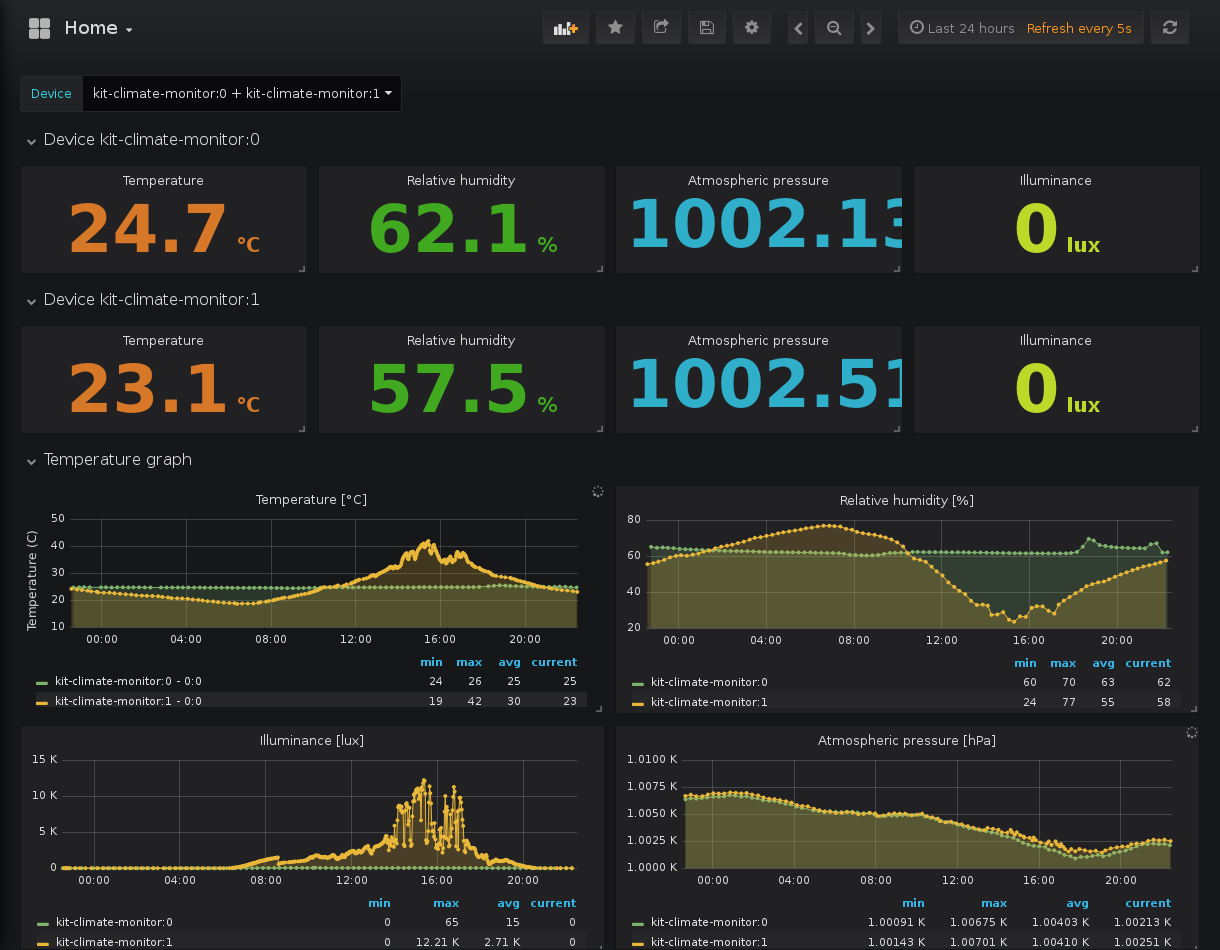 Home
Last 24 hours Refresh every 5s
Device kit-climate-monitor:0 + kit-climate-monitor:1
Device kit-climate-monitor:0
Temperature Relative humidity Atmospheric pressure Illuminance
24.7 °C 62.1 % 1002.13 0 lux
Device kit-climate-monitor:1
Temperature Relative humidity Atmospheric pressure Illuminance
23.1 °C 57.5 % 1002.51 0 lux
Temperature graph
Temperature [°C]
Temperature (C)
50
40
30
20
10
00:00 04:00 08:00 12:00 16:00 20:00
min max avg current
kit-climate-monitor:0 - 0:0 24 26 25 25
kit-climate-monitor:1 - 0:0 19 42 30 23
Relative humidity [%]
80
60
40
20
00:00 04:00 08:00 12:00 16:00 20:00
min max avg current
kit-climate-monitor:0 60 70 63 62
kit-climate-monitor:1 24 77 55 58
Illuminance [lux]
15 K
10 K
5 K
0
00:00 04:00 08:00 12:00 16:00 20:00
min max avg current
kit-climate-monitor:0 0 65 15 0
kit-climate-monitor:1 0 12.21 K 2.71 K 0
Atmospheric pressure [hPa]
1.0100 K
1.0075 K
1.0050 K
1.0025 K
1.0000 K
00:00 04:00 08:00 12:00 16:00 20:00
min max avg current
kit-climate-monitor:0 1.00091 K 1.00675 K 1.00403 K 1.00213 K
kit-climate-monitor:1 1.00143 K 1.00701 K 1.00410 K 1.00251 K